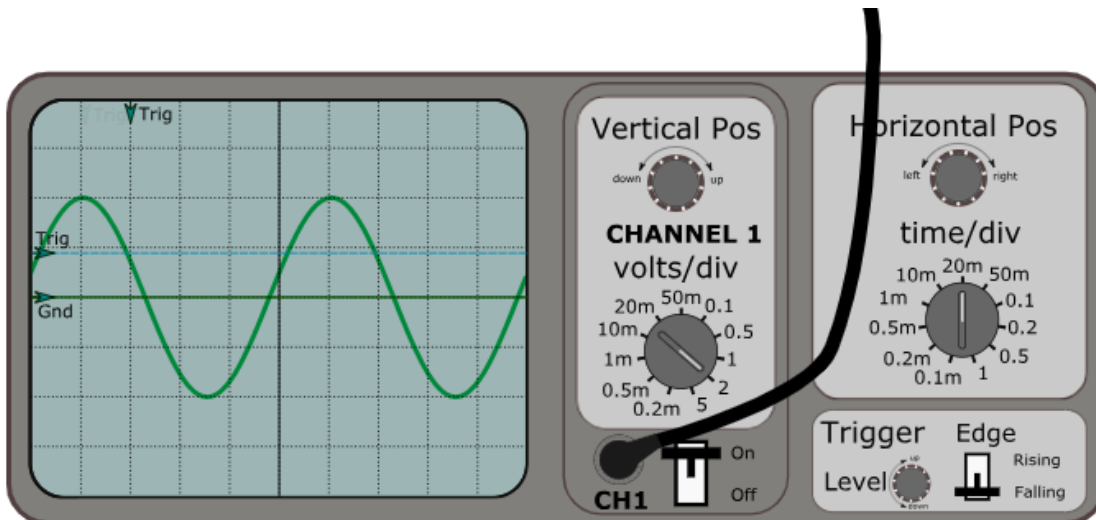 Trig Trig
Trig
Gnd
Vertical Pos
down up
CHANNEL 1
volts/div
50m
20m 0.1
10m 0.5
1m 1
0.5m 2
0.2m 5
CH1
On
Off
Horizontal Pos
left right
time/div
20m
10m 50m
1m 0.1
0.5m 0.2
0.2m 0.5
0.1m 1
Trigger
Level
up
down
Edge
Rising
Falling